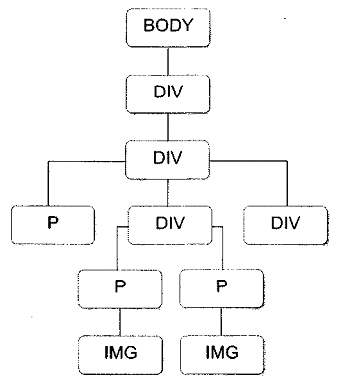 BODY
DIV
DIV
P DIV DIV
P P
IMG IMG